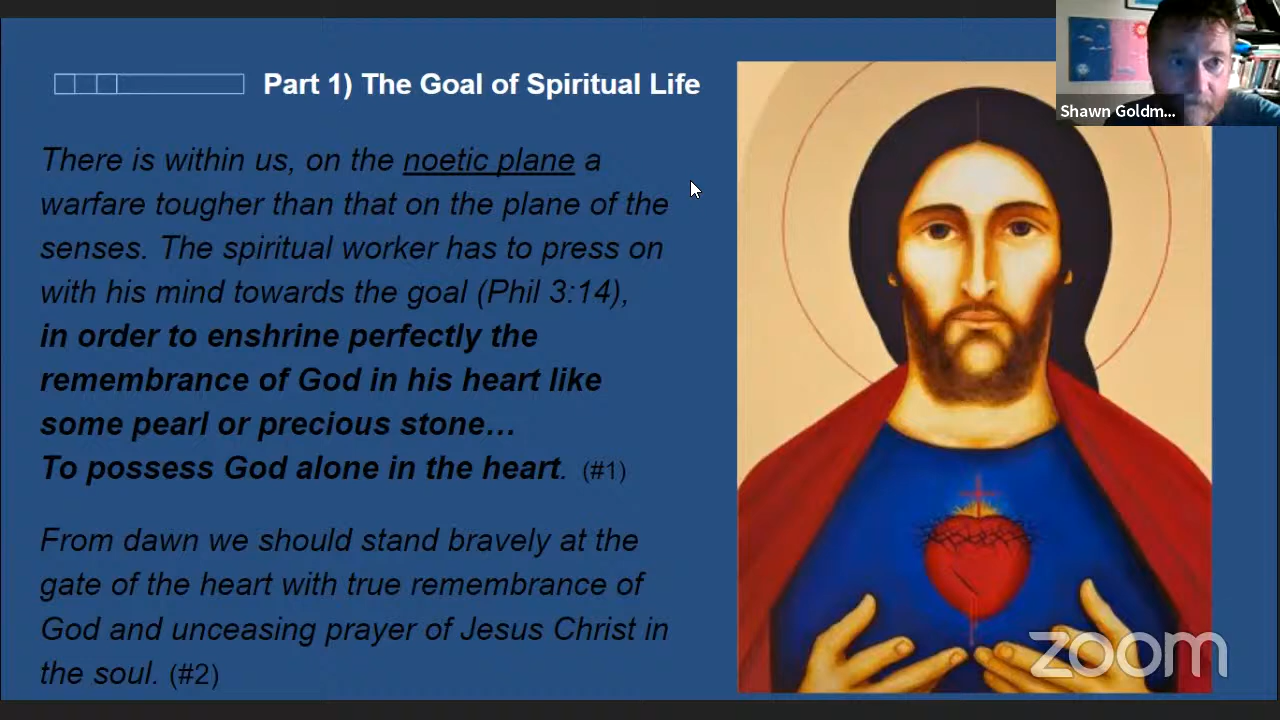 Part 1) The Goal of Spiritual Life
Shawn Goldm...
There is within us, on the noetic plane a
warfare tougher than that on the plane of the
senses. The spiritual worker has to press on
with his mind towards the goal (Phil 3:14),
in order to enshrine perfectly the
remembrance of God in his heart like
some pearl or precious stone…
To possess God alone in the heart. (#1)
From dawn we should stand bravely at the
gate of the heart with true remembrance of
God and unceasing prayer of Jesus Christ in
the soul. (#2)
zoom